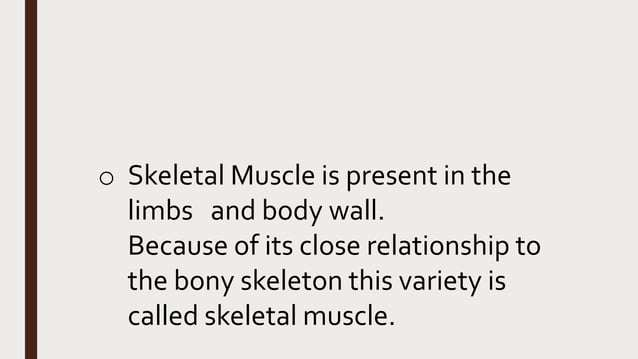 o Skeletal Muscle is present in the
limbs   and body wall.
Because of its close relationship to
the bony skeleton this variety is
called skeletal muscle.